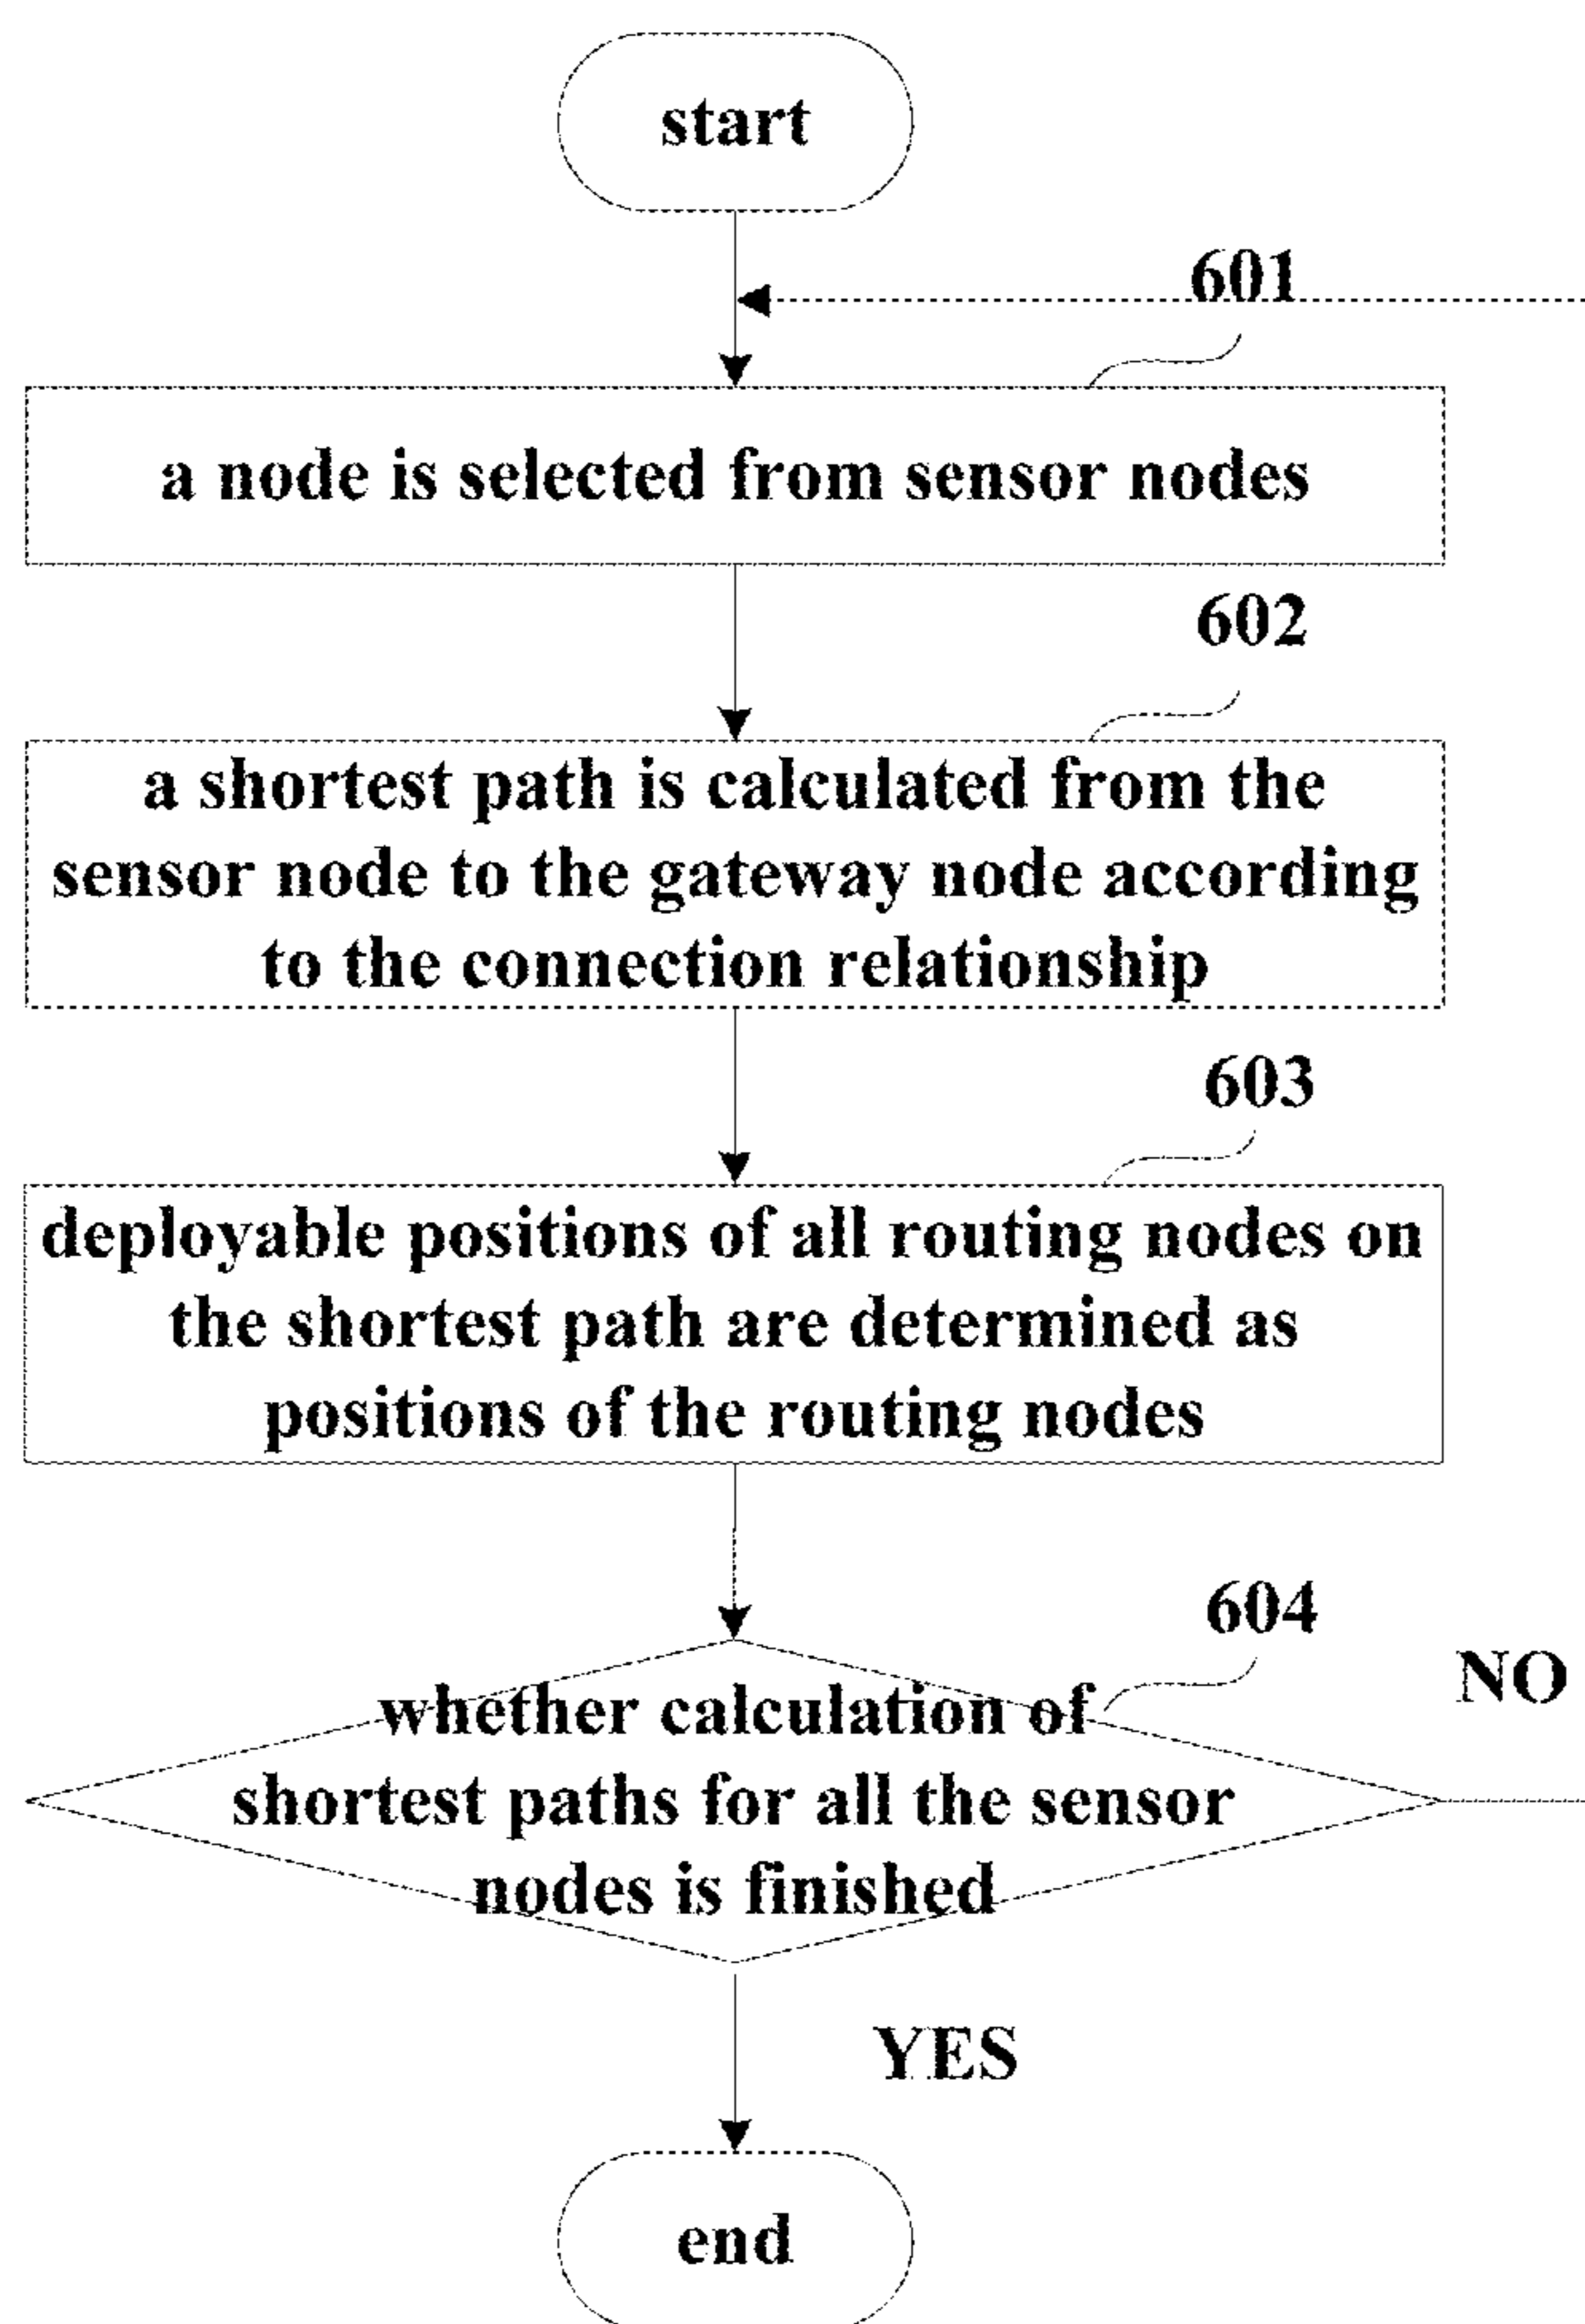 start
601
a node is selected from sensor nodes
602
a shortest path is calculated from the
sensor node to the gateway node according
to the connection relationship
603
deployable positions of all routing nodes on
the shortest path are determined as
positions of the routing nodes
604
NO
whether calculation of
shortest paths for all the sensor
nodes is finished
YES
end